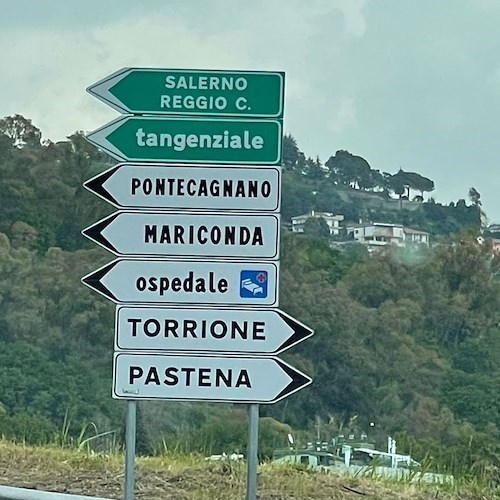 SALERNO
REGGIO C.
tangenziale
PONTECAGNANO
MARICONDA
ospedale
TORRIONE
PASTENA